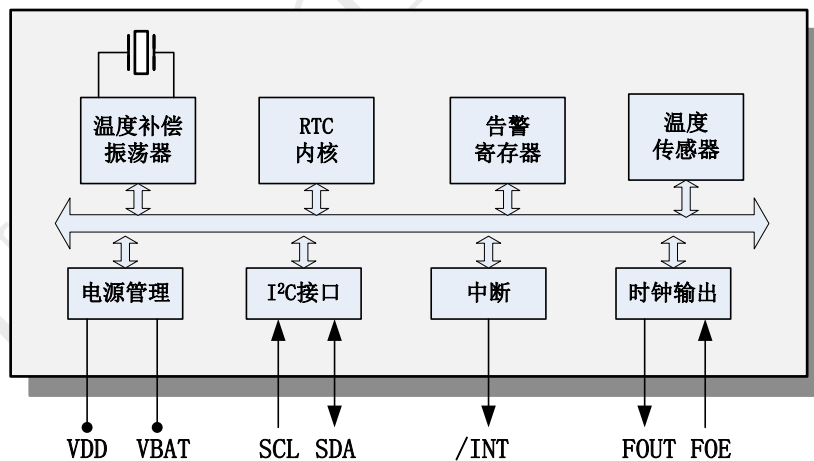 温度补偿
振荡器
RTC
内核
告警
寄存器
温度
传感器
电源管理
I²C接口
中断
时钟输出
VDD VBAT SCL SDA /INT FOUT FOE